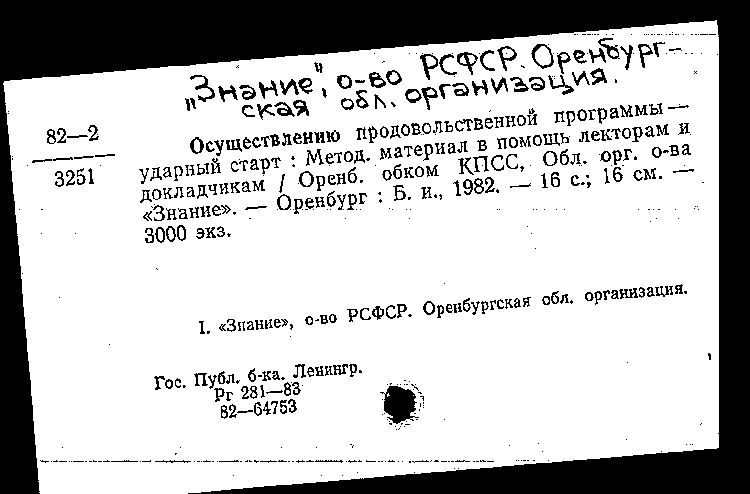 „Знание", о-во РСФСР. Оренбург-
ская обл. организация.
82—2
3251
Осуществлению продовольственной программы —
ударный старт : Метод. материал в помощь лекторам и
докладчикам / Оренб. обком КПСС, Обл. орг. о-ва
«Знание». — Оренбург : Б. и., 1982. — 16 с.; 16 см. —
3000 экз.
I. «Знание», о-во РСФСР. Оренбургская обл. организация.
Гос. Публ. б-ка. Ленингр.
Рг 281—83
82—64753